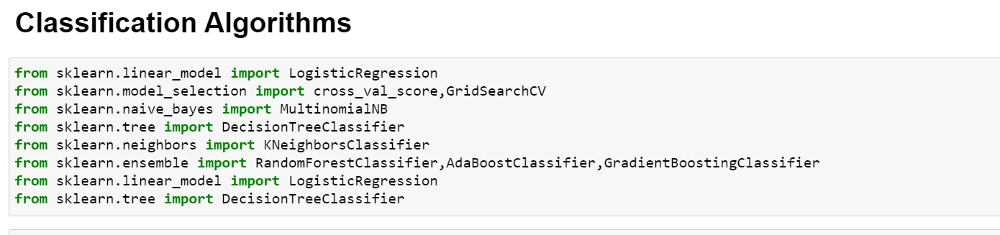 Classification Algorithms
from sklearn.linear_model import LogisticRegression
from sklearn.model_selection import cross_val_score,GridSearchCV
from sklearn.naive_bayes import MultinomialNB
from sklearn.tree import DecisionTreeClassifier
from sklearn.neighbors import KNeighborsClassifier
from sklearn.ensemble import RandomForestClassifier,AdaBoostClassifier,GradientBoostingClassifier
from sklearn.linear_model import LogisticRegression
from sklearn.tree import DecisionTreeClassifier